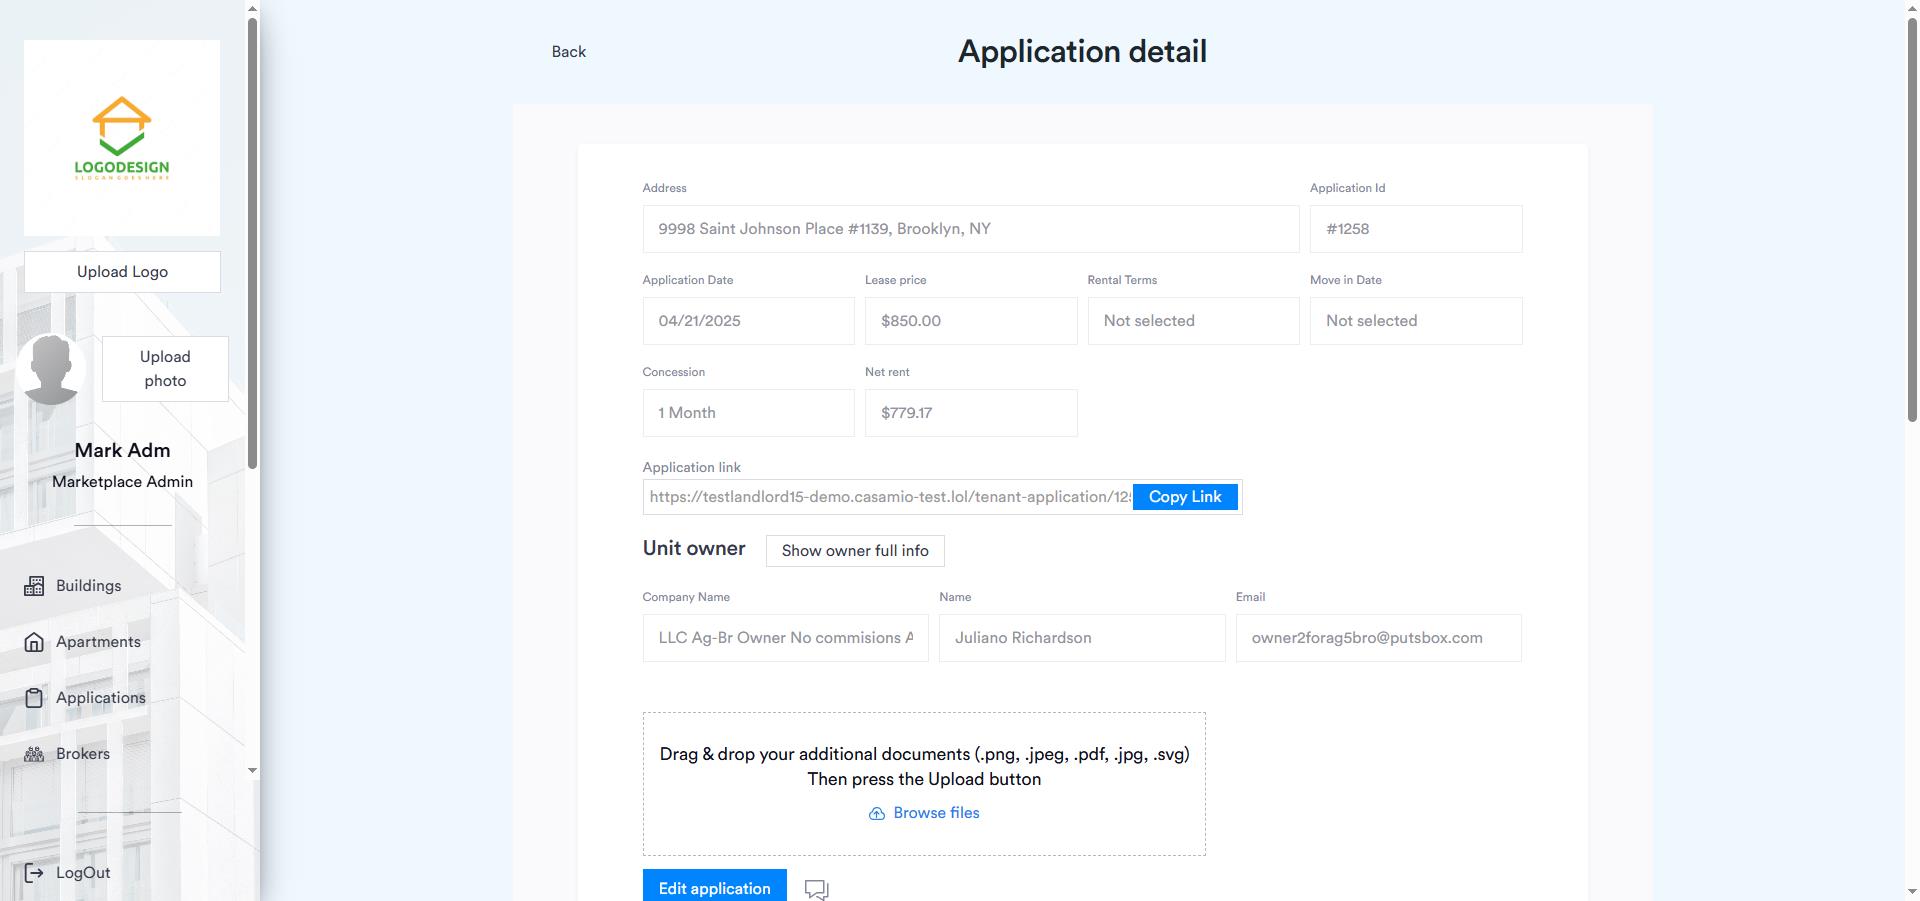 LOGODESIGN
SLOGAN GOES HERE
Upload Logo
Upload
photo
Mark Adm
Marketplace Admin
Buildings
Apartments
Applications
Brokers
LogOut
Back
Application detail
Address
Application Id
9998 Saint Johnson Place #1139, Brooklyn, NY
#1258
Application Date
Lease price
Rental Terms
Move in Date
04/21/2025
$850.00
Not selected
Not selected
Concession
Net rent
1 Month
$779.17
Application link
https://testlandlord15-demo.casamio-test.lol/tenant-application/125
Copy Link
Unit owner
Show owner full info
Company Name
Name
Email
LLC Ag-Br Owner No commisions A
Juliano Richardson
owner2forag5bro@putsbox.com
Drag & drop your additional documents (.png, .jpeg, .pdf, .jpg, .svg)
Then press the Upload button
Browse files
Edit application